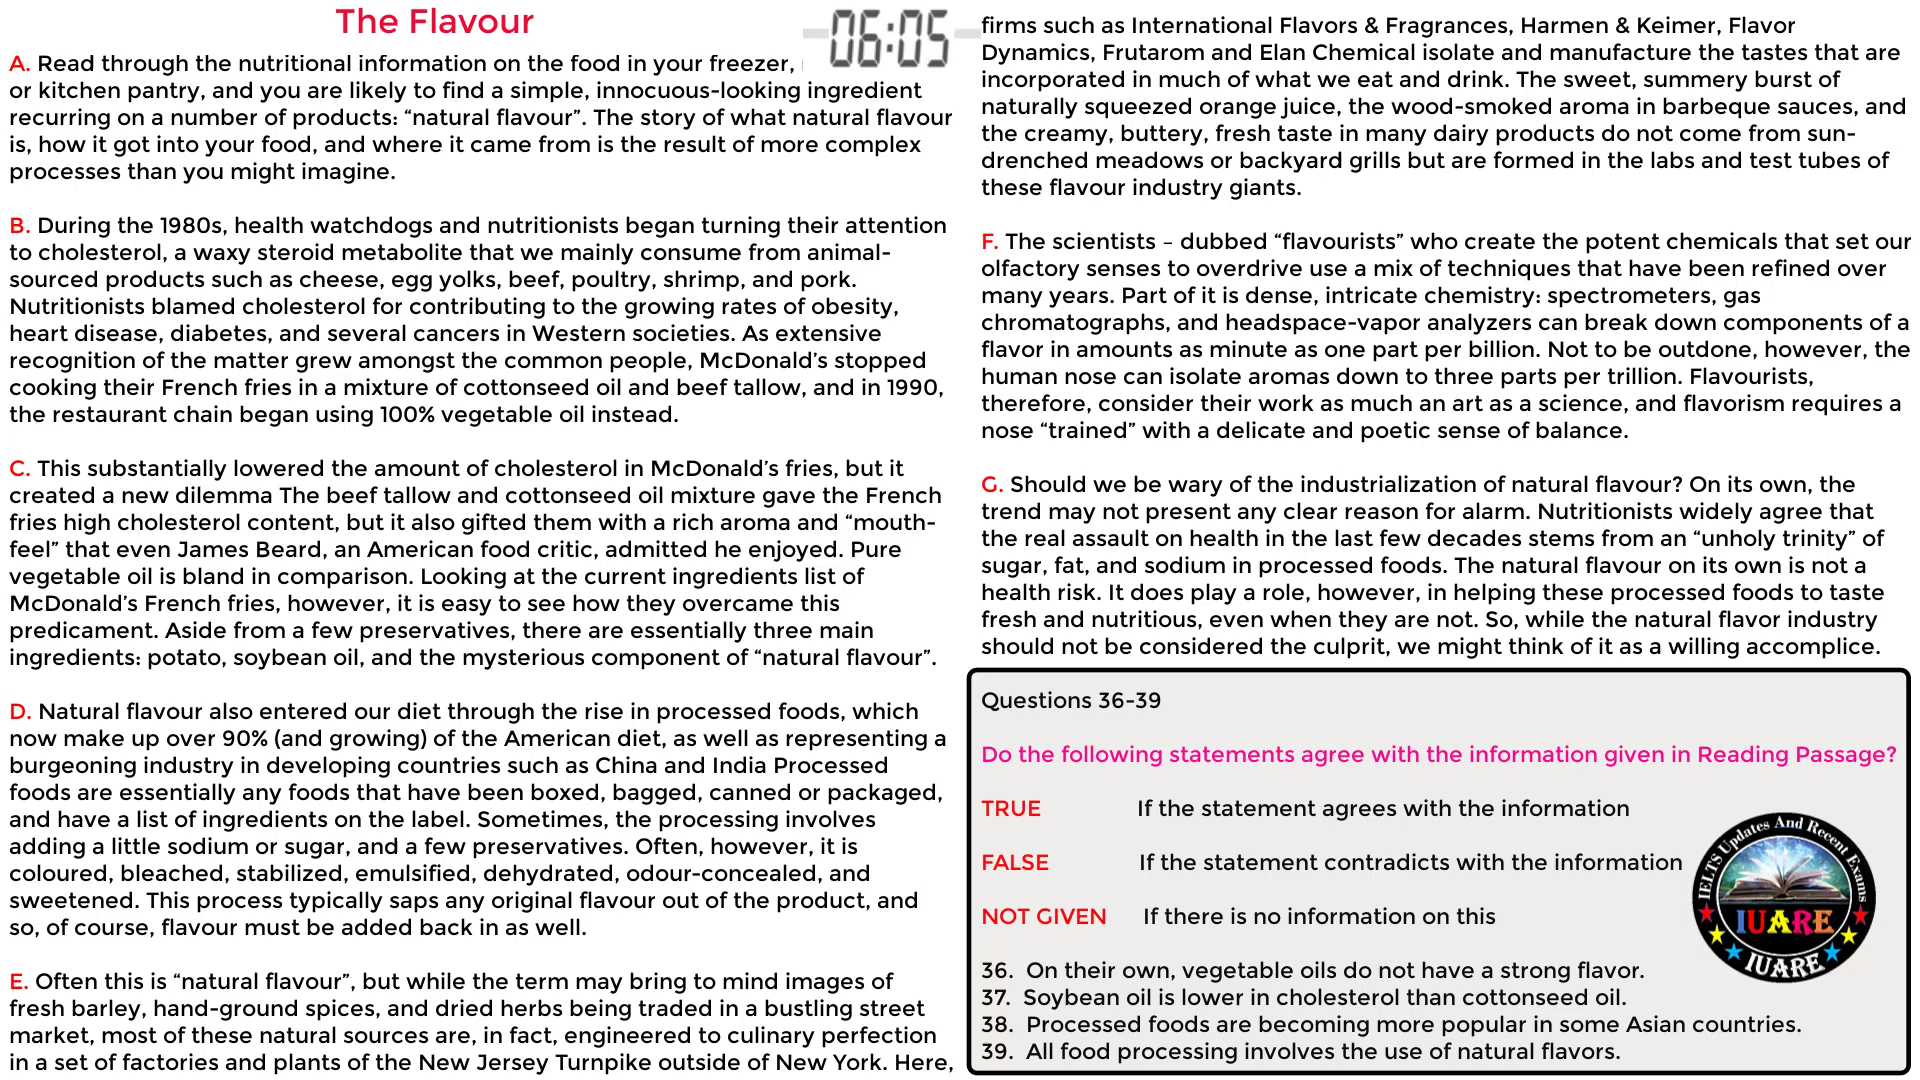 The Flavour
06:05
A. Read through the nutritional information on the food in your freezer,
or kitchen pantry, and you are likely to find a simple, innocuous-looking ingredient
recurring on a number of products: “natural flavour”. The story of what natural flavour
is, how it got into your food, and where it came from is the result of more complex
processes than you might imagine.
B. During the 1980s, health watchdogs and nutritionists began turning their attention
to cholesterol, a waxy steroid metabolite that we mainly consume from animal-
sourced products such as cheese, egg yolks, beef, poultry, shrimp, and pork.
Nutritionists blamed cholesterol for contributing to the growing rates of obesity,
heart disease, diabetes, and several cancers in Western societies. As extensive
recognition of the matter grew amongst the common people, McDonald’s stopped
cooking their French fries in a mixture of cottonseed oil and beef tallow, and in 1990,
the restaurant chain began using 100% vegetable oil instead.
C. This substantially lowered the amount of cholesterol in McDonald’s fries, but it
created a new dilemma The beef tallow and cottonseed oil mixture gave the French
fries high cholesterol content, but it also gifted them with a rich aroma and “mouth-
feel” that even James Beard, an American food critic, admitted he enjoyed. Pure
vegetable oil is bland in comparison. Looking at the current ingredients list of
McDonald’s French fries, however, it is easy to see how they overcame this
predicament. Aside from a few preservatives, there are essentially three main
ingredients: potato, soybean oil, and the mysterious component of “natural flavour”.
D. Natural flavour also entered our diet through the rise in processed foods, which
now make up over 90% (and growing) of the American diet, as well as representing a
burgeoning industry in developing countries such as China and India Processed
foods are essentially any foods that have been boxed, bagged, canned or packaged,
and have a list of ingredients on the label. Sometimes, the processing involves
adding a little sodium or sugar, and a few preservatives. Often, however, it is
coloured, bleached, stabilized, emulsified, dehydrated, odour-concealed, and
sweetened. This process typically saps any original flavour out of the product, and
so, of course, flavour must be added back in as well.
E. Often this is “natural flavour”, but while the term may bring to mind images of
fresh barley, hand-ground spices, and dried herbs being traded in a bustling street
market, most of these natural sources are, in fact, engineered to culinary perfection
in a set of factories and plants of the New Jersey Turnpike outside of New York. Here,
firms such as International Flavors & Fragrances, Harmen & Keimer, Flavor
Dynamics, Frutarom and Elan Chemical isolate and manufacture the tastes that are
incorporated in much of what we eat and drink. The sweet, summery burst of
naturally squeezed orange juice, the wood-smoked aroma in barbeque sauces, and
the creamy, buttery, fresh taste in many dairy products do not come from sun-
drenched meadows or backyard grills but are formed in the labs and test tubes of
these flavour industry giants.
F. The scientists – dubbed “flavourists” who create the potent chemicals that set our
olfactory senses to overdrive use a mix of techniques that have been refined over
many years. Part of it is dense, intricate chemistry: spectrometers, gas
chromatographs, and headspace-vapor analyzers can break down components of a
flavor in amounts as minute as one part per billion. Not to be outdone, however, the
human nose can isolate aromas down to three parts per trillion. Flavourists,
therefore, consider their work as much an art as a science, and flavorism requires a
nose “trained” with a delicate and poetic sense of balance.
G. Should we be wary of the industrialization of natural flavour? On its own, the
trend may not present any clear reason for alarm. Nutritionists widely agree that
the real assault on health in the last few decades stems from an “unholy trinity” of
sugar, fat, and sodium in processed foods. The natural flavour on its own is not a
health risk. It does play a role, however, in helping these processed foods to taste
fresh and nutritious, even when they are not. So, while the natural flavor industry
should not be considered the culprit, we might think of it as a willing accomplice.
Questions 36-39
Do the following statements agree with the information given in Reading Passage?
TRUE If the statement agrees with the information
FALSE If the statement contradicts with the information
NOT GIVEN If there is no information on this
36. On their own, vegetable oils do not have a strong flavor.
37. Soybean oil is lower in cholesterol than cottonseed oil.
38. Processed foods are becoming more popular in some Asian countries.
39. All food processing involves the use of natural flavors.
IELTS Updates And Recent Exams
IUARE
IUARE